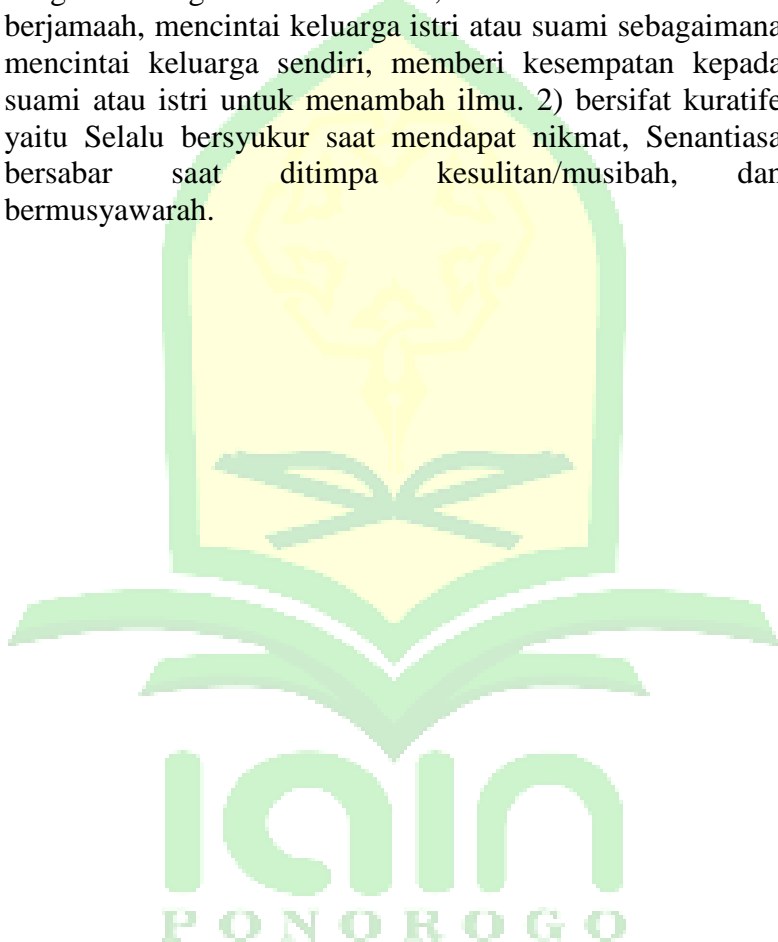 berjamaah, mencintai keluarga istri atau suami sebagaimana
mencintai keluarga sendiri, memberi kesempatan kepada
suami atau istri untuk menambah ilmu. 2) bersifat kuratife
yaitu Selalu bersyukur saat mendapat nikmat, Senantiasa
bersabar saat ditimpa kesulitan/musibah, dan
bermusyawarah.
iain
PONOROGO